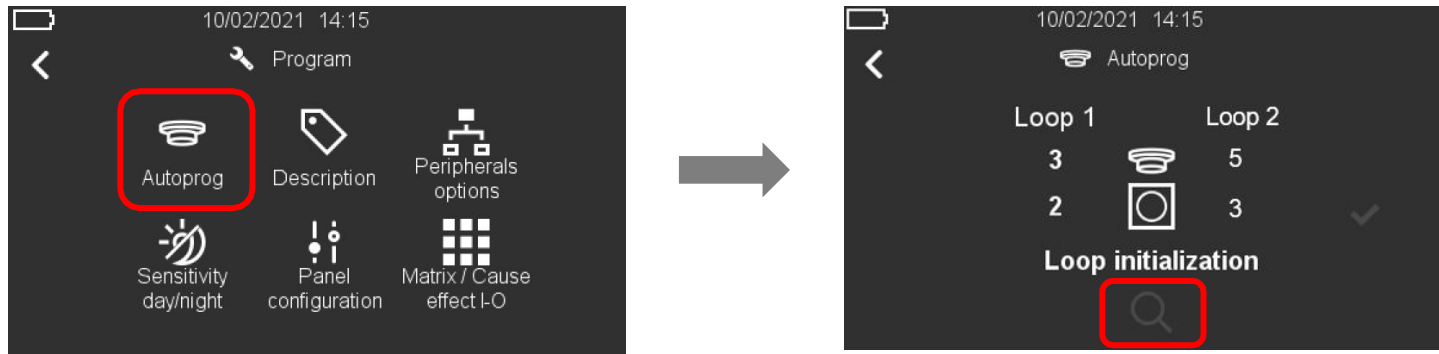 10/02/2021 14:15
Program
Autoprog
Description
Peripherals
options
Sensitivity
day/night
Panel
configuration
Matrix / Cause
effect I-O
10/02/2021 14:15
Autoprog
Loop 1 Loop 2
3 5
2 3
Loop initialization